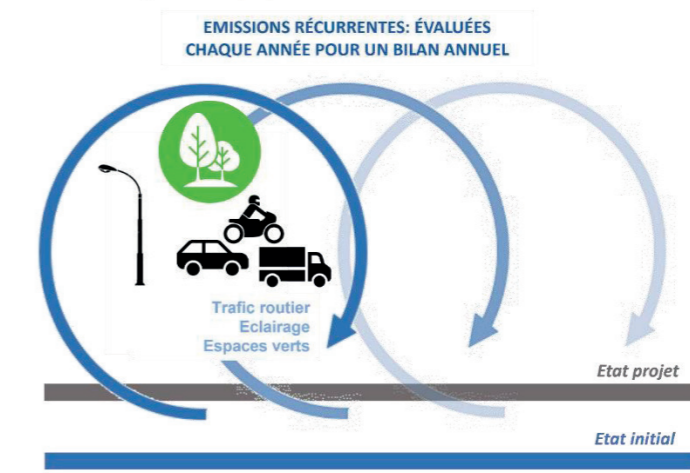 EMISSIONS RÉCURRENTES: ÉVALUÉES
CHAQUE ANNÉE POUR UN BILAN ANNUEL
Trafic routier
Eclairage
Espaces verts
Etat projet
Etat initial